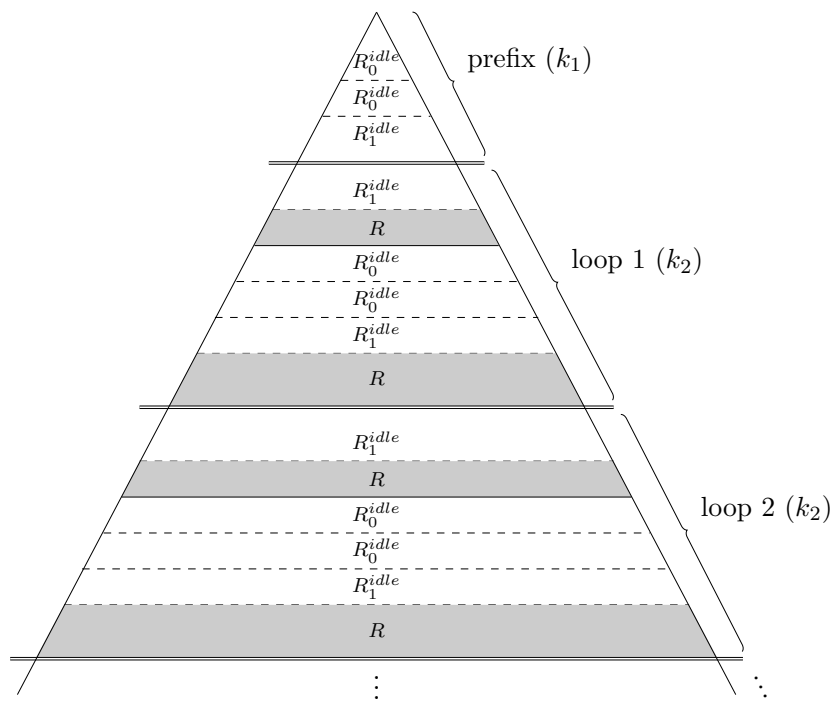 R_0^{idle}
prefix (k_1)
R_0^{idle}
R_1^{idle}
R_1^{idle}
R
loop 1 (k_2)
R_0^{idle}
R_0^{idle}
R_1^{idle}
R
R_1^{idle}
R
loop 2 (k_2)
R_0^{idle}
R_0^{idle}
R_1^{idle}
R
⋮ ⋱